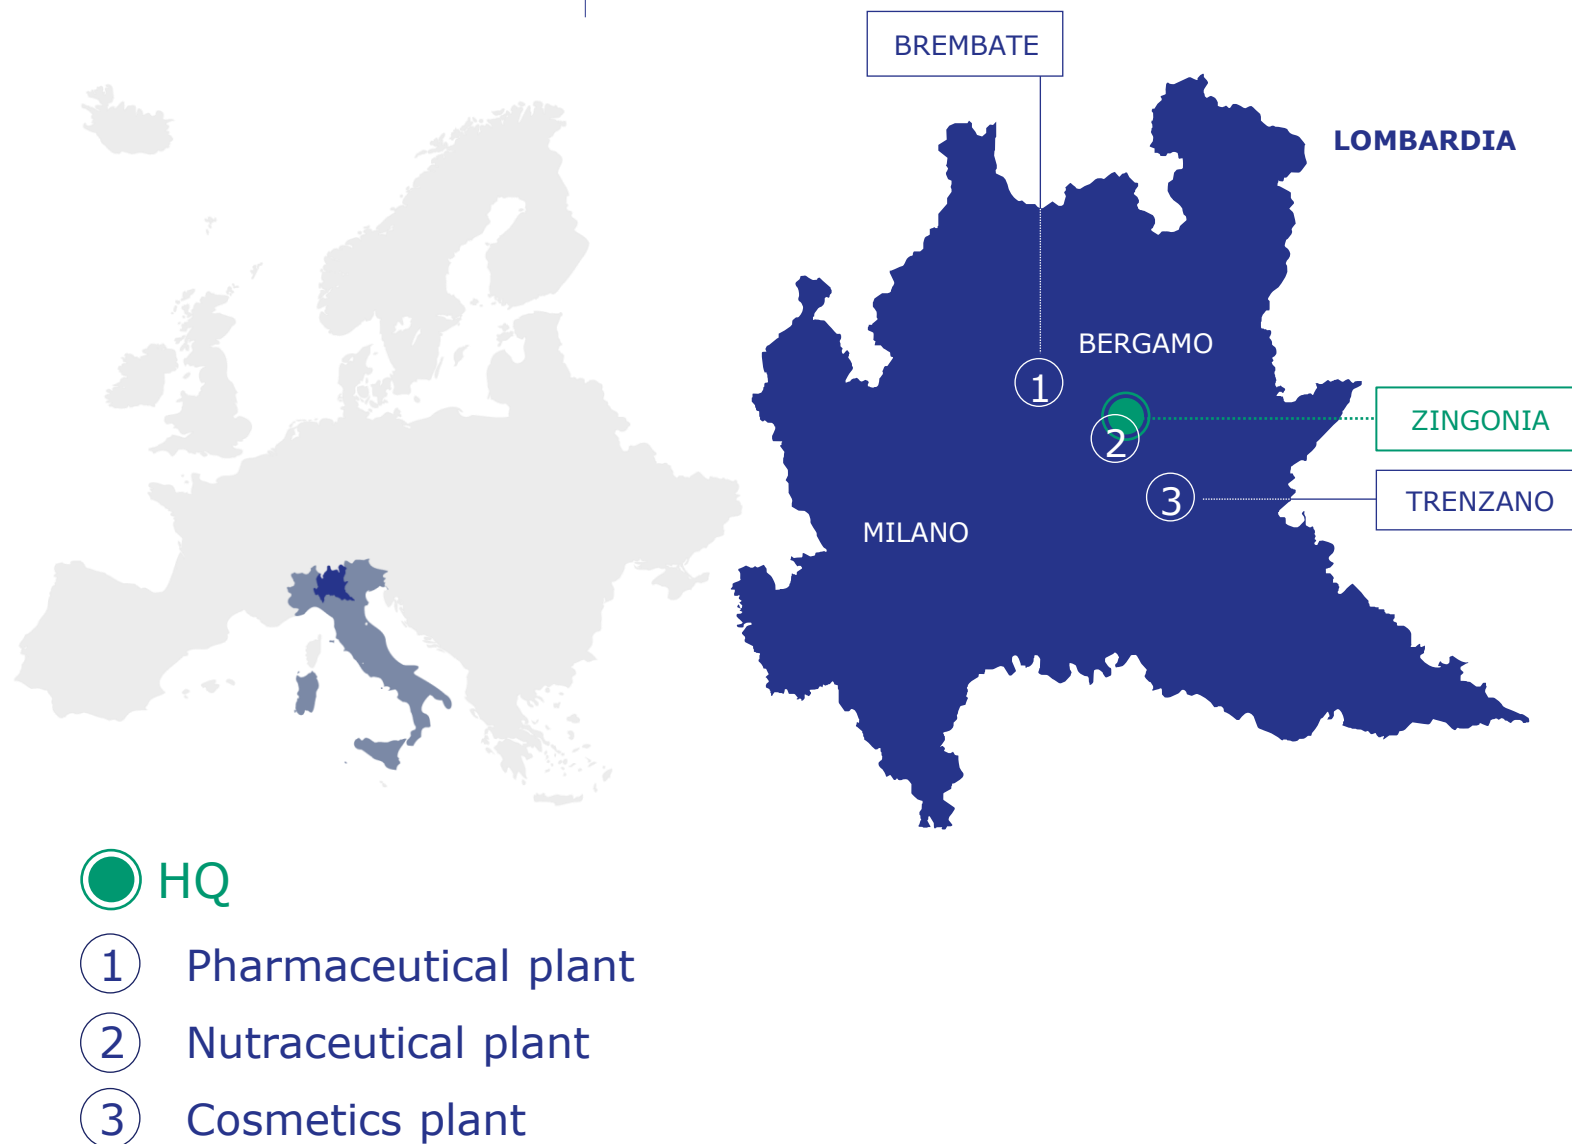 BREMBATE
LOMBARDIA
BERGAMO
1
2
ZINGONIA
3
TRENZANO
MILANO
HQ
1 Pharmaceutical plant
2 Nutraceutical plant
3 Cosmetics plant